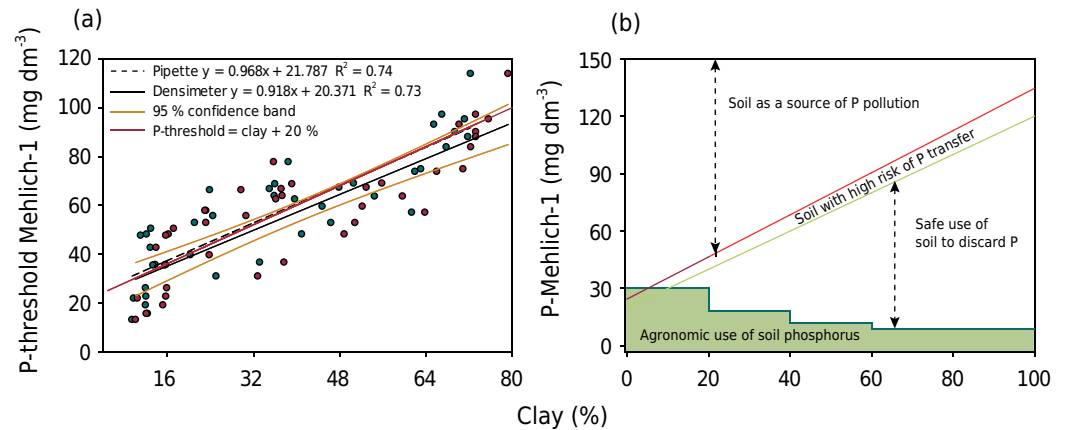 (a)
P-threshold Mehlich-1 (mg dm⁻³)
120
100
80
60
40
20
0
Pipette y = 0.968x + 21.787 R² = 0.74
Densimeter y = 0.918x + 20.371 R² = 0.73
95 % confidence band
P-threshold = clay + 20 %
16
32
48
64
80
(b)
P-Mehlich-1 (mg dm⁻³)
150
120
90
60
30
0
Soil as a source of P pollution
Soil with high risk of P transfer
Safe use of
soil to discard P
Agronomic use of soil phosphorus
0
20
40
60
80
100
Clay (%)